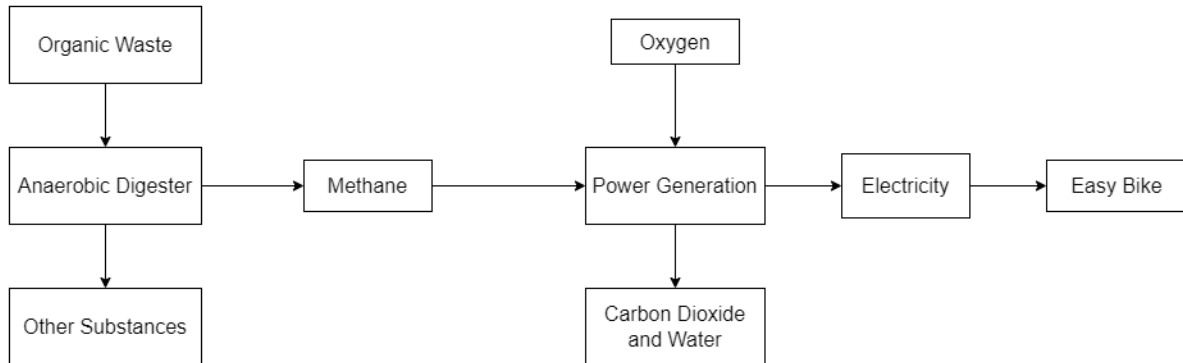 Organic Waste
Oxygen
Anaerobic Digester
Methane
Power Generation
Electricity
Easy Bike
Other Substances
Carbon Dioxide
and Water